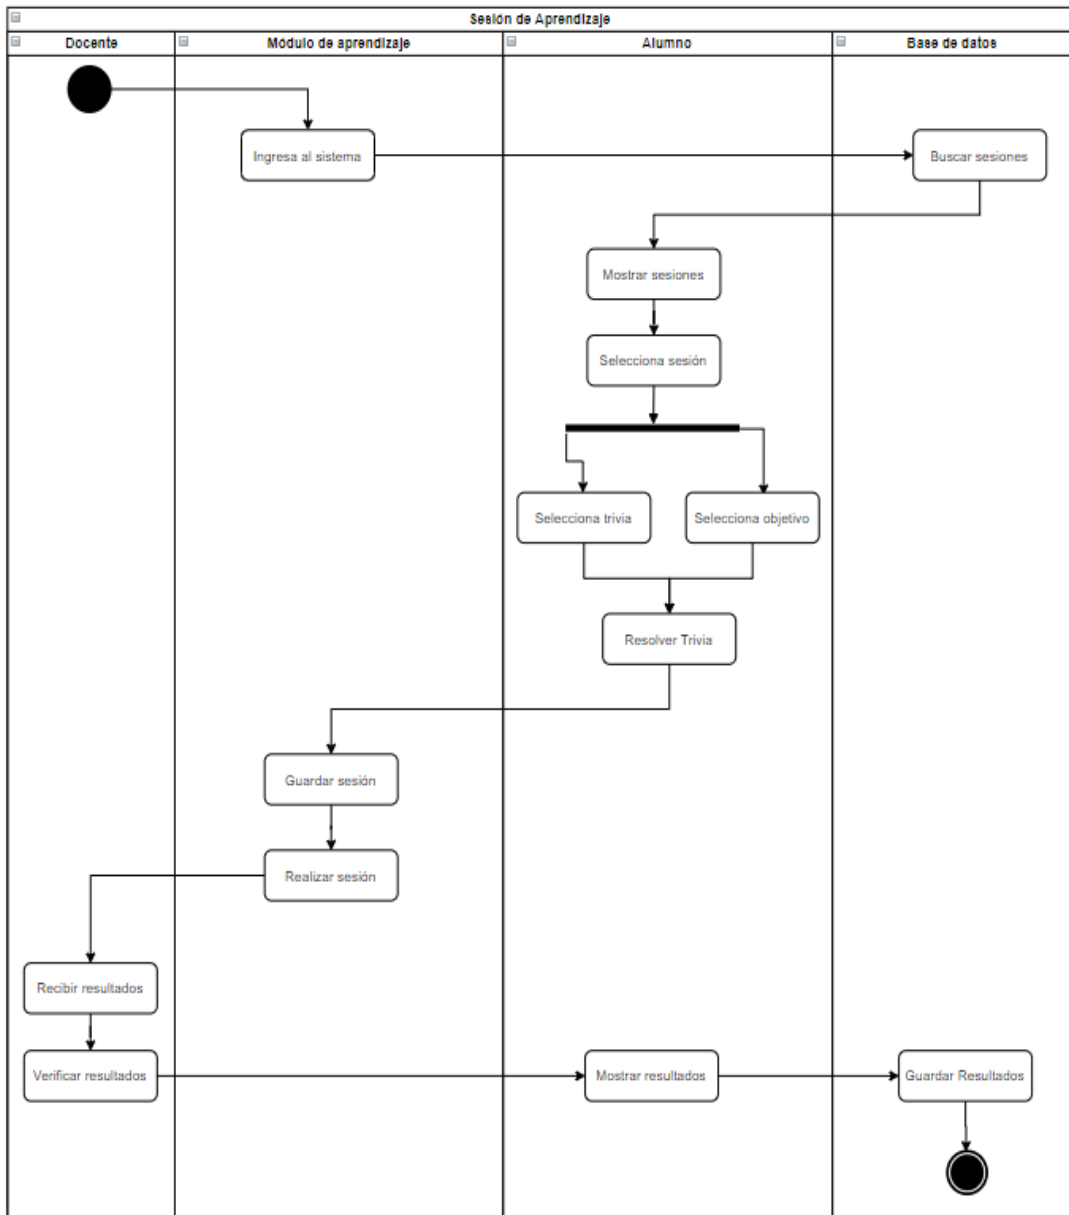 Sesión de Aprendizaje
Docente
Módulo de aprendizaje
Alumno
Base de datos
Ingresa al sistema
Buscar sesiones
Mostrar sesiones
Selecciona sesión
Selecciona trivia
Selecciona objetivo
Resolver Trivia
Guardar sesión
Realizar sesión
Recibir resultados
Verificar resultados
Mostrar resultados
Guardar Resultados